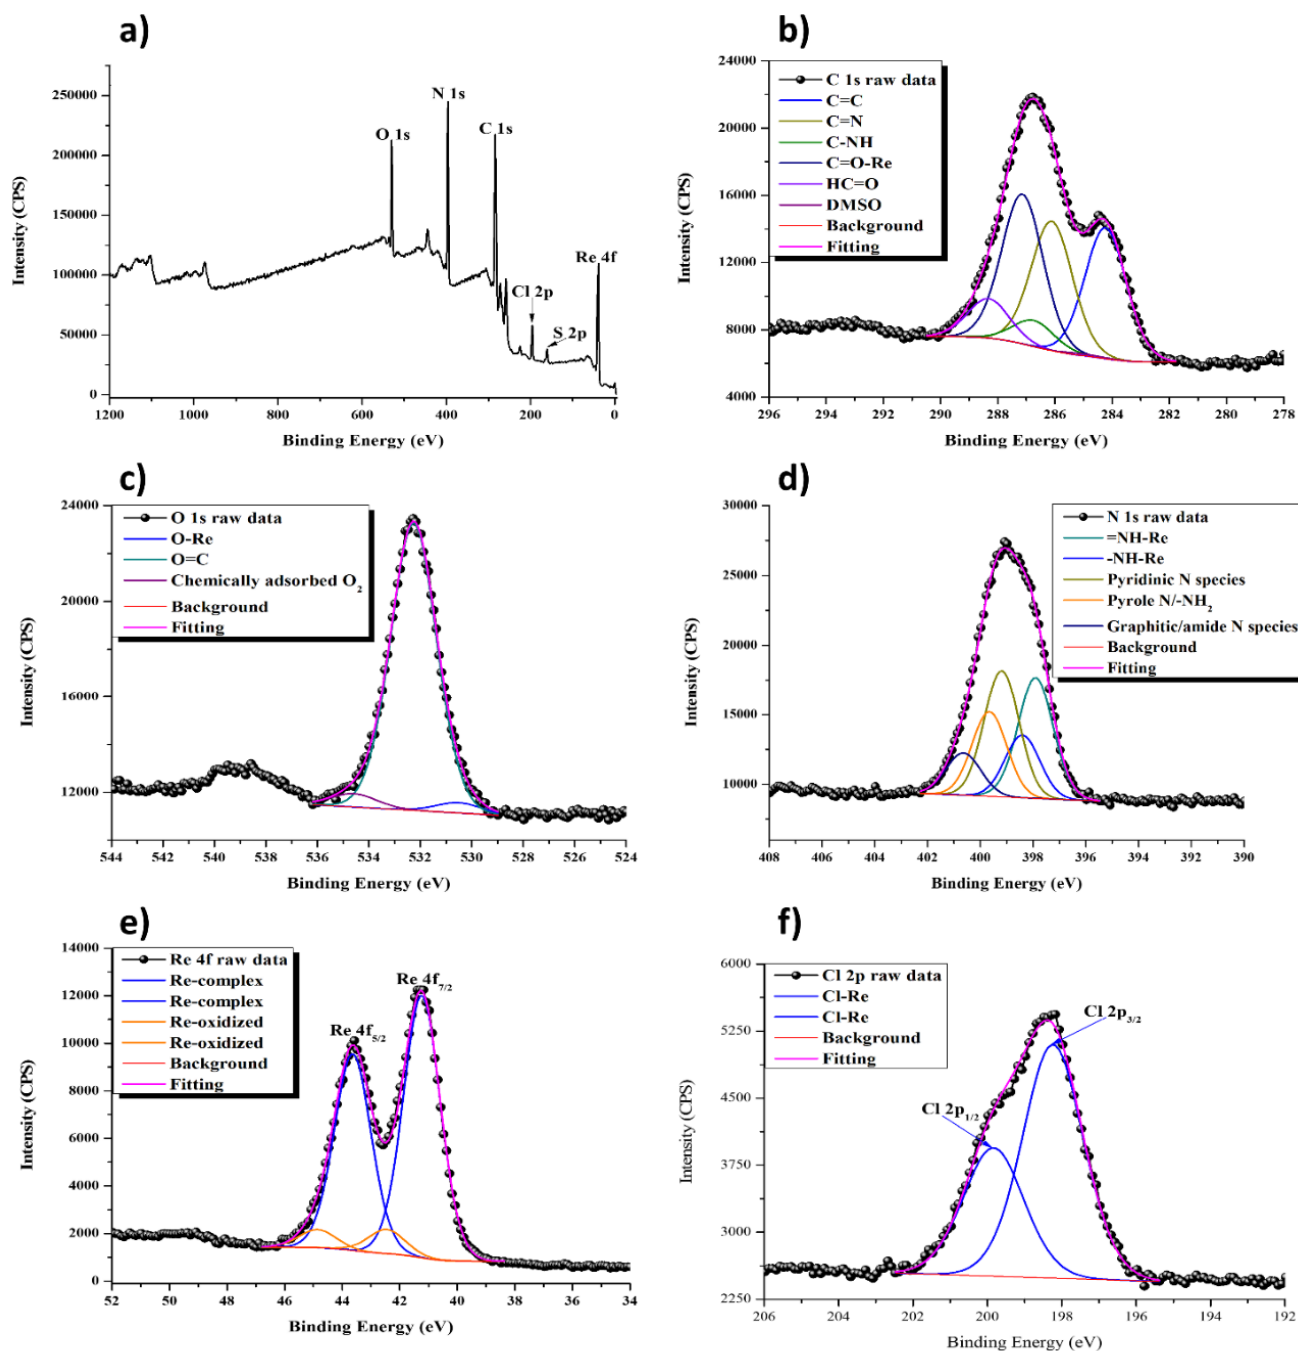 a)
250000
200000
150000
100000
50000
0
1200
1000
800
600
400
200
0
Intensity (CPS)
Binding Energy (eV)
O 1s
N 1s
C 1s
Re 4f
Cl 2p
S 2p
b)
24000
20000
16000
12000
8000
4000
296
294
292
290
288
286
284
282
280
278
Intensity (CPS)
Binding Energy (eV)
C 1s raw data
C=C
C=N
C-NH
C=O-Re
HC=O
DMSO
Background
Fitting
c)
24000
20000
16000
12000
544
542
540
538
536
534
532
530
528
526
524
Intensity (CPS)
Binding Energy (eV)
O 1s raw data
O-Re
O=C
Chemically adsorbed O2
Background
Fitting
d)
30000
25000
20000
15000
10000
408
406
404
402
400
398
396
394
392
390
Intensity (CPS)
Binding Energy (eV)
N 1s raw data
=NH-Re
-NH-Re
Pyridinic N species
Pyrole N/-NH2
Graphitic/amide N species
Background
Fitting
e)
14000
12000
10000
8000
6000
4000
2000
0
52
50
48
46
44
42
40
38
36
34
Intensity (CPS)
Binding Energy (eV)
Re 4f raw data
Re-complex
Re-complex
Re-oxidized
Re-oxidized
Background
Fitting
Re 4f5/2
Re 4f7/2
f)
6000
5250
4500
3750
3000
2250
206
204
202
200
198
196
194
192
Intensity (CPS)
Binding Energy (eV)
Cl 2p raw data
Cl-Re
Cl-Re
Background
Fitting
Cl 2p3/2
Cl 2p1/2